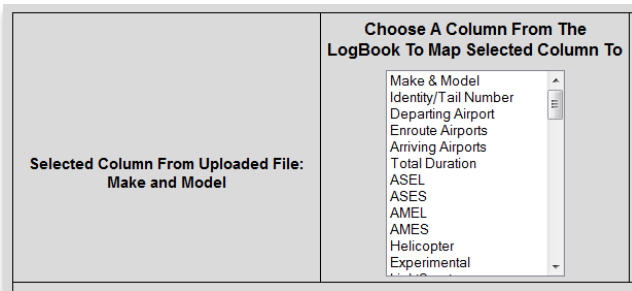 Choose A Column From The
LogBook To Map Selected Column To
Selected Column From Uploaded File:
Make and Model
Make & Model
Identity/Tail Number
Departing Airport
Enroute Airports
Arriving Airports
Total Duration
ASEL
ASES
AMEL
AMES
Helicopter
Experimental